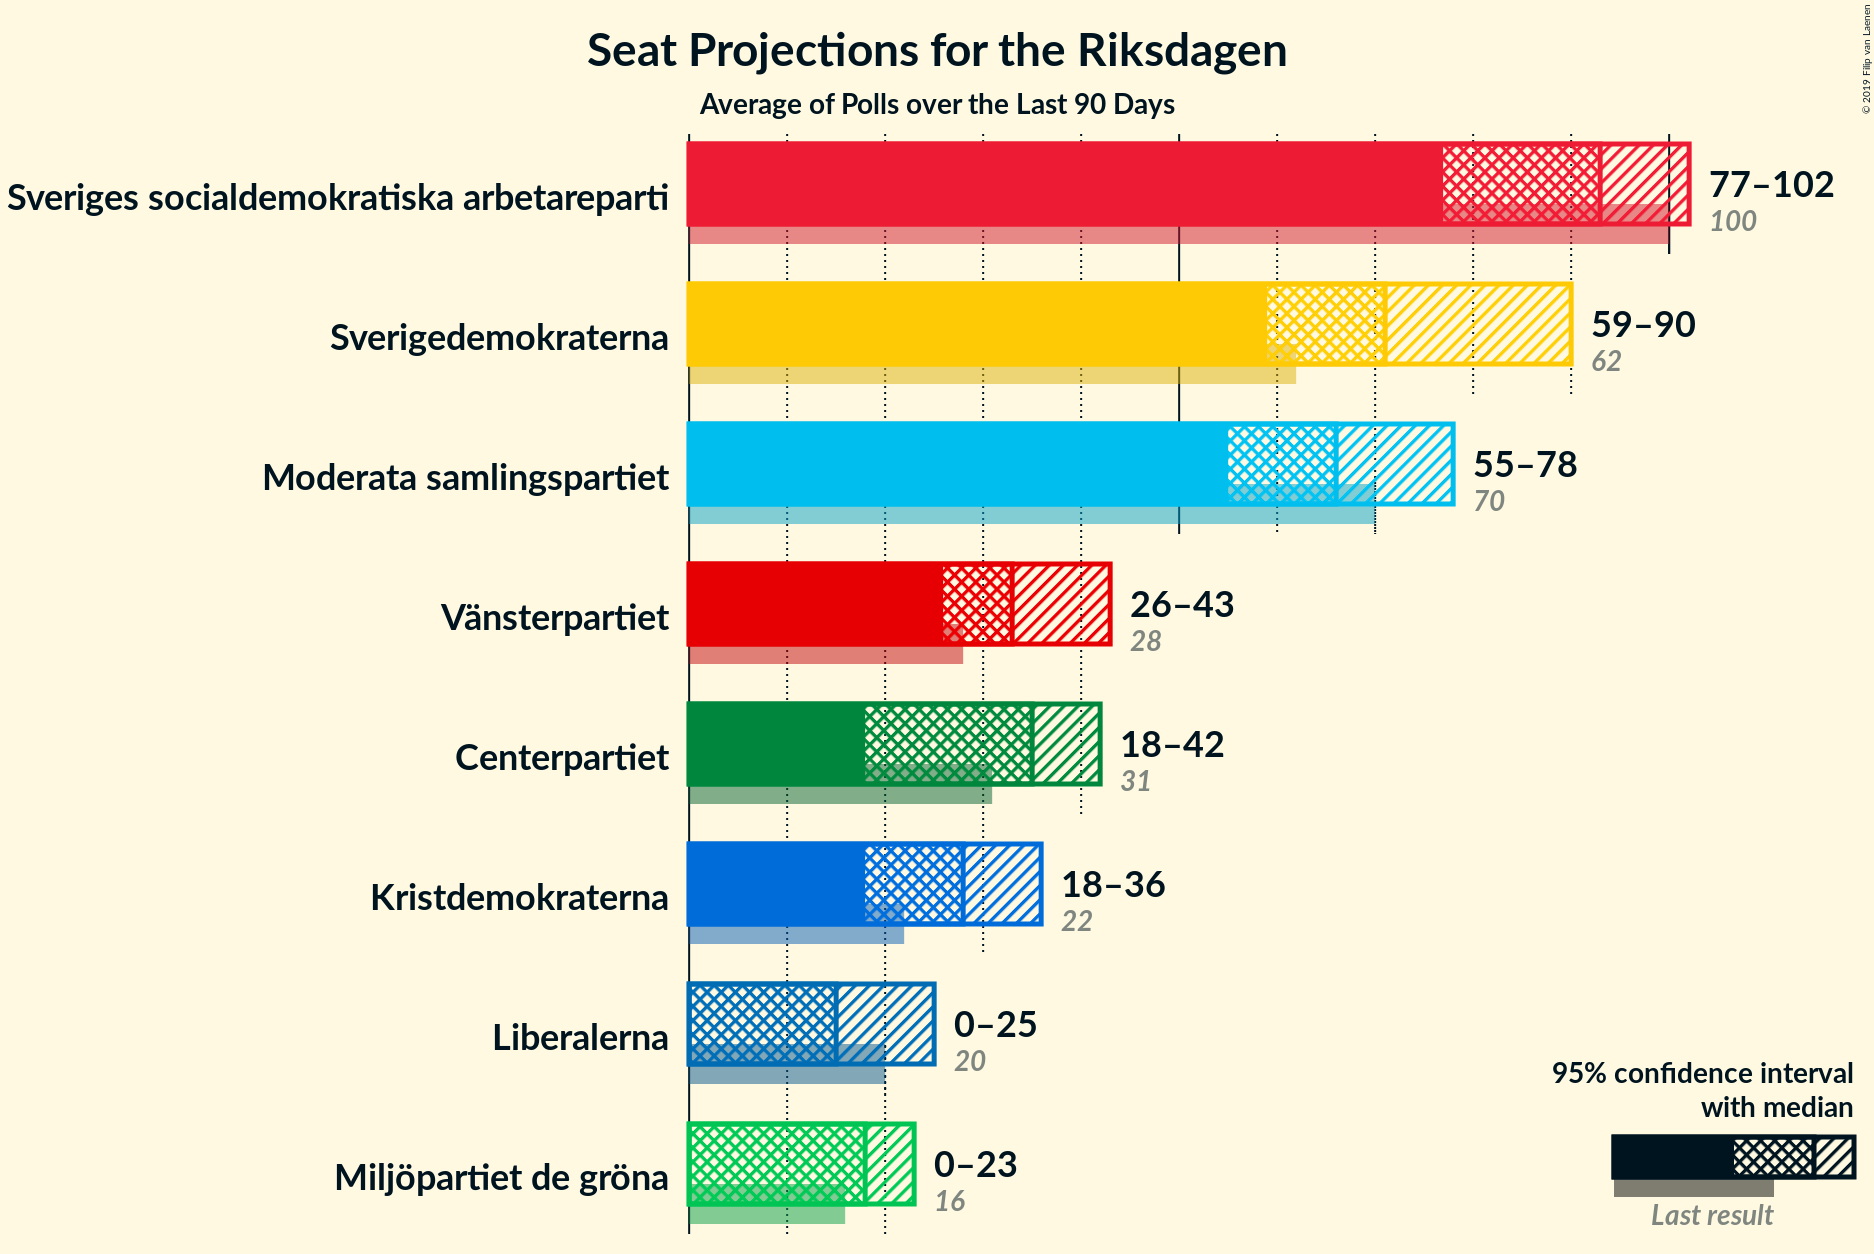 Seat Projections for the Riksdagen
Average of Polls over the Last 90 Days
© 2019 Filip van Laenen
Sveriges socialdemokratiska arbetareparti
77–102
100
Sverigedemokraterna
59–90
62
Moderata samlingspartiet
55–78
70
Vänsterpartiet
26–43
28
Centerpartiet
18–42
31
Kristdemokraterna
18–36
22
Liberalerna
0–25
20
Miljöpartiet de gröna
0–23
16
95% confidence interval
with median
Last result